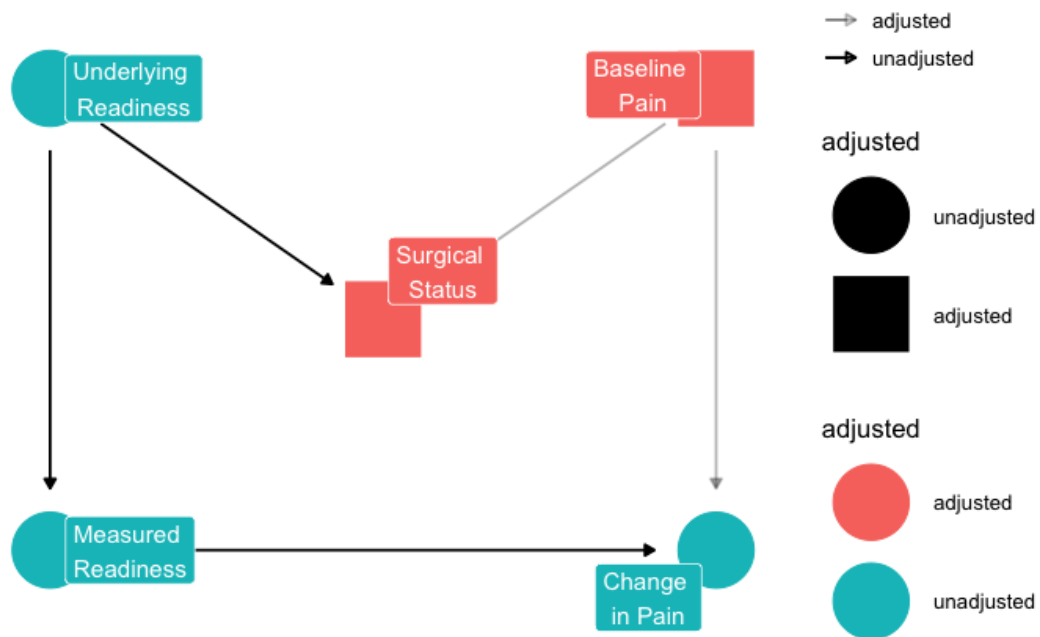 adjusted
unadjusted
Underlying
Readiness
Baseline
Pain
adjusted
unadjusted
Surgical
Status
adjusted
adjusted
adjusted
Measured
Readiness
Change
in Pain
unadjusted